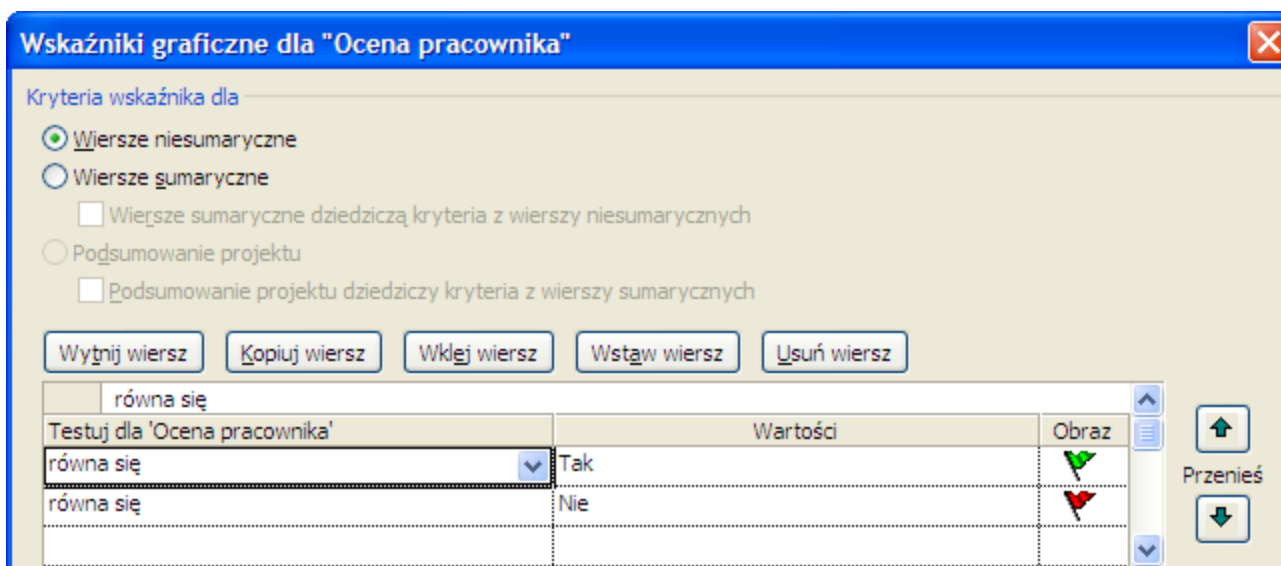 Wskaźniki graficzne dla "Ocena pracownika"
Kryteria wskaźnika dla
Wiersze niesumaryczne
Wiersze sumaryczne
Wiersze sumaryczne dziedziczą kryteria z wierszy niesumarycznych
Podsumowanie projektu
Podsumowanie projektu dziedziczy kryteria z wierszy sumarycznych
Wytnij wiersz Kopiuj wiersz Wklej wiersz Wstaw wiersz Usuń wiersz
równa się
Testuj dla 'Ocena pracownika' Wartości Obraz
równa się Tak
Przenieś
równa się Nie